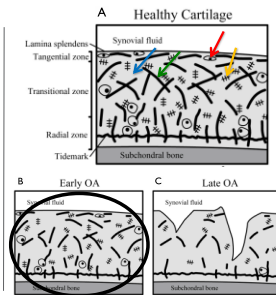 A
Healthy Cartilage
Lamina splendens
Synovial fluid
Tangential zone
Transitional zone
Radial zone
Tidemark
Subchondral bone
B
Early OA
C
Late OA
Synovial fluid
Synovial fluid
Subchondral bone
Subchondral bone